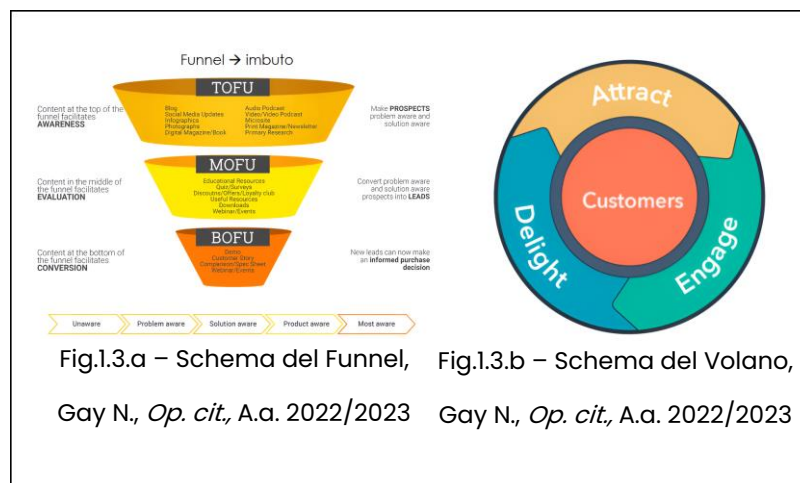 Funnel → imbuto
TOFU
Content at the top of the
funnel facilitates
AWARENESS
Blog
Social Media Updates
Infographics
Photographs
Digital Magazine/Book
Audio Podcast
Video/Video Podcast
Microsite
Print Magazine/Newsletter
Primary Research
Make PROSPECTS
problem aware and
solution aware
MOFU
Content in the middle of
the funnel facilitates
EVALUATION
Educational Resources
Quiz/Surveys
Discounts/Offers/Loyalty club
Useful Resources
Downloads
Webinar/Events
Convert problem aware
and solution aware
prospects into LEADS
BOFU
Content at the bottom of
the funnel facilitates
CONVERSION
Demo
Customer Story
Comparison/Spec Sheet
Webinar/Events
New leads can now make
an informed purchase
decision
Unaware
Problem aware
Solution aware
Product aware
Most aware
Fig.1.3.a – Schema del Funnel,
Gay N., Op. cit., A.a. 2022/2023
Attract
Engage
Delight
Customers
Fig.1.3.b – Schema del Volano,
Gay N., Op. cit., A.a. 2022/2023